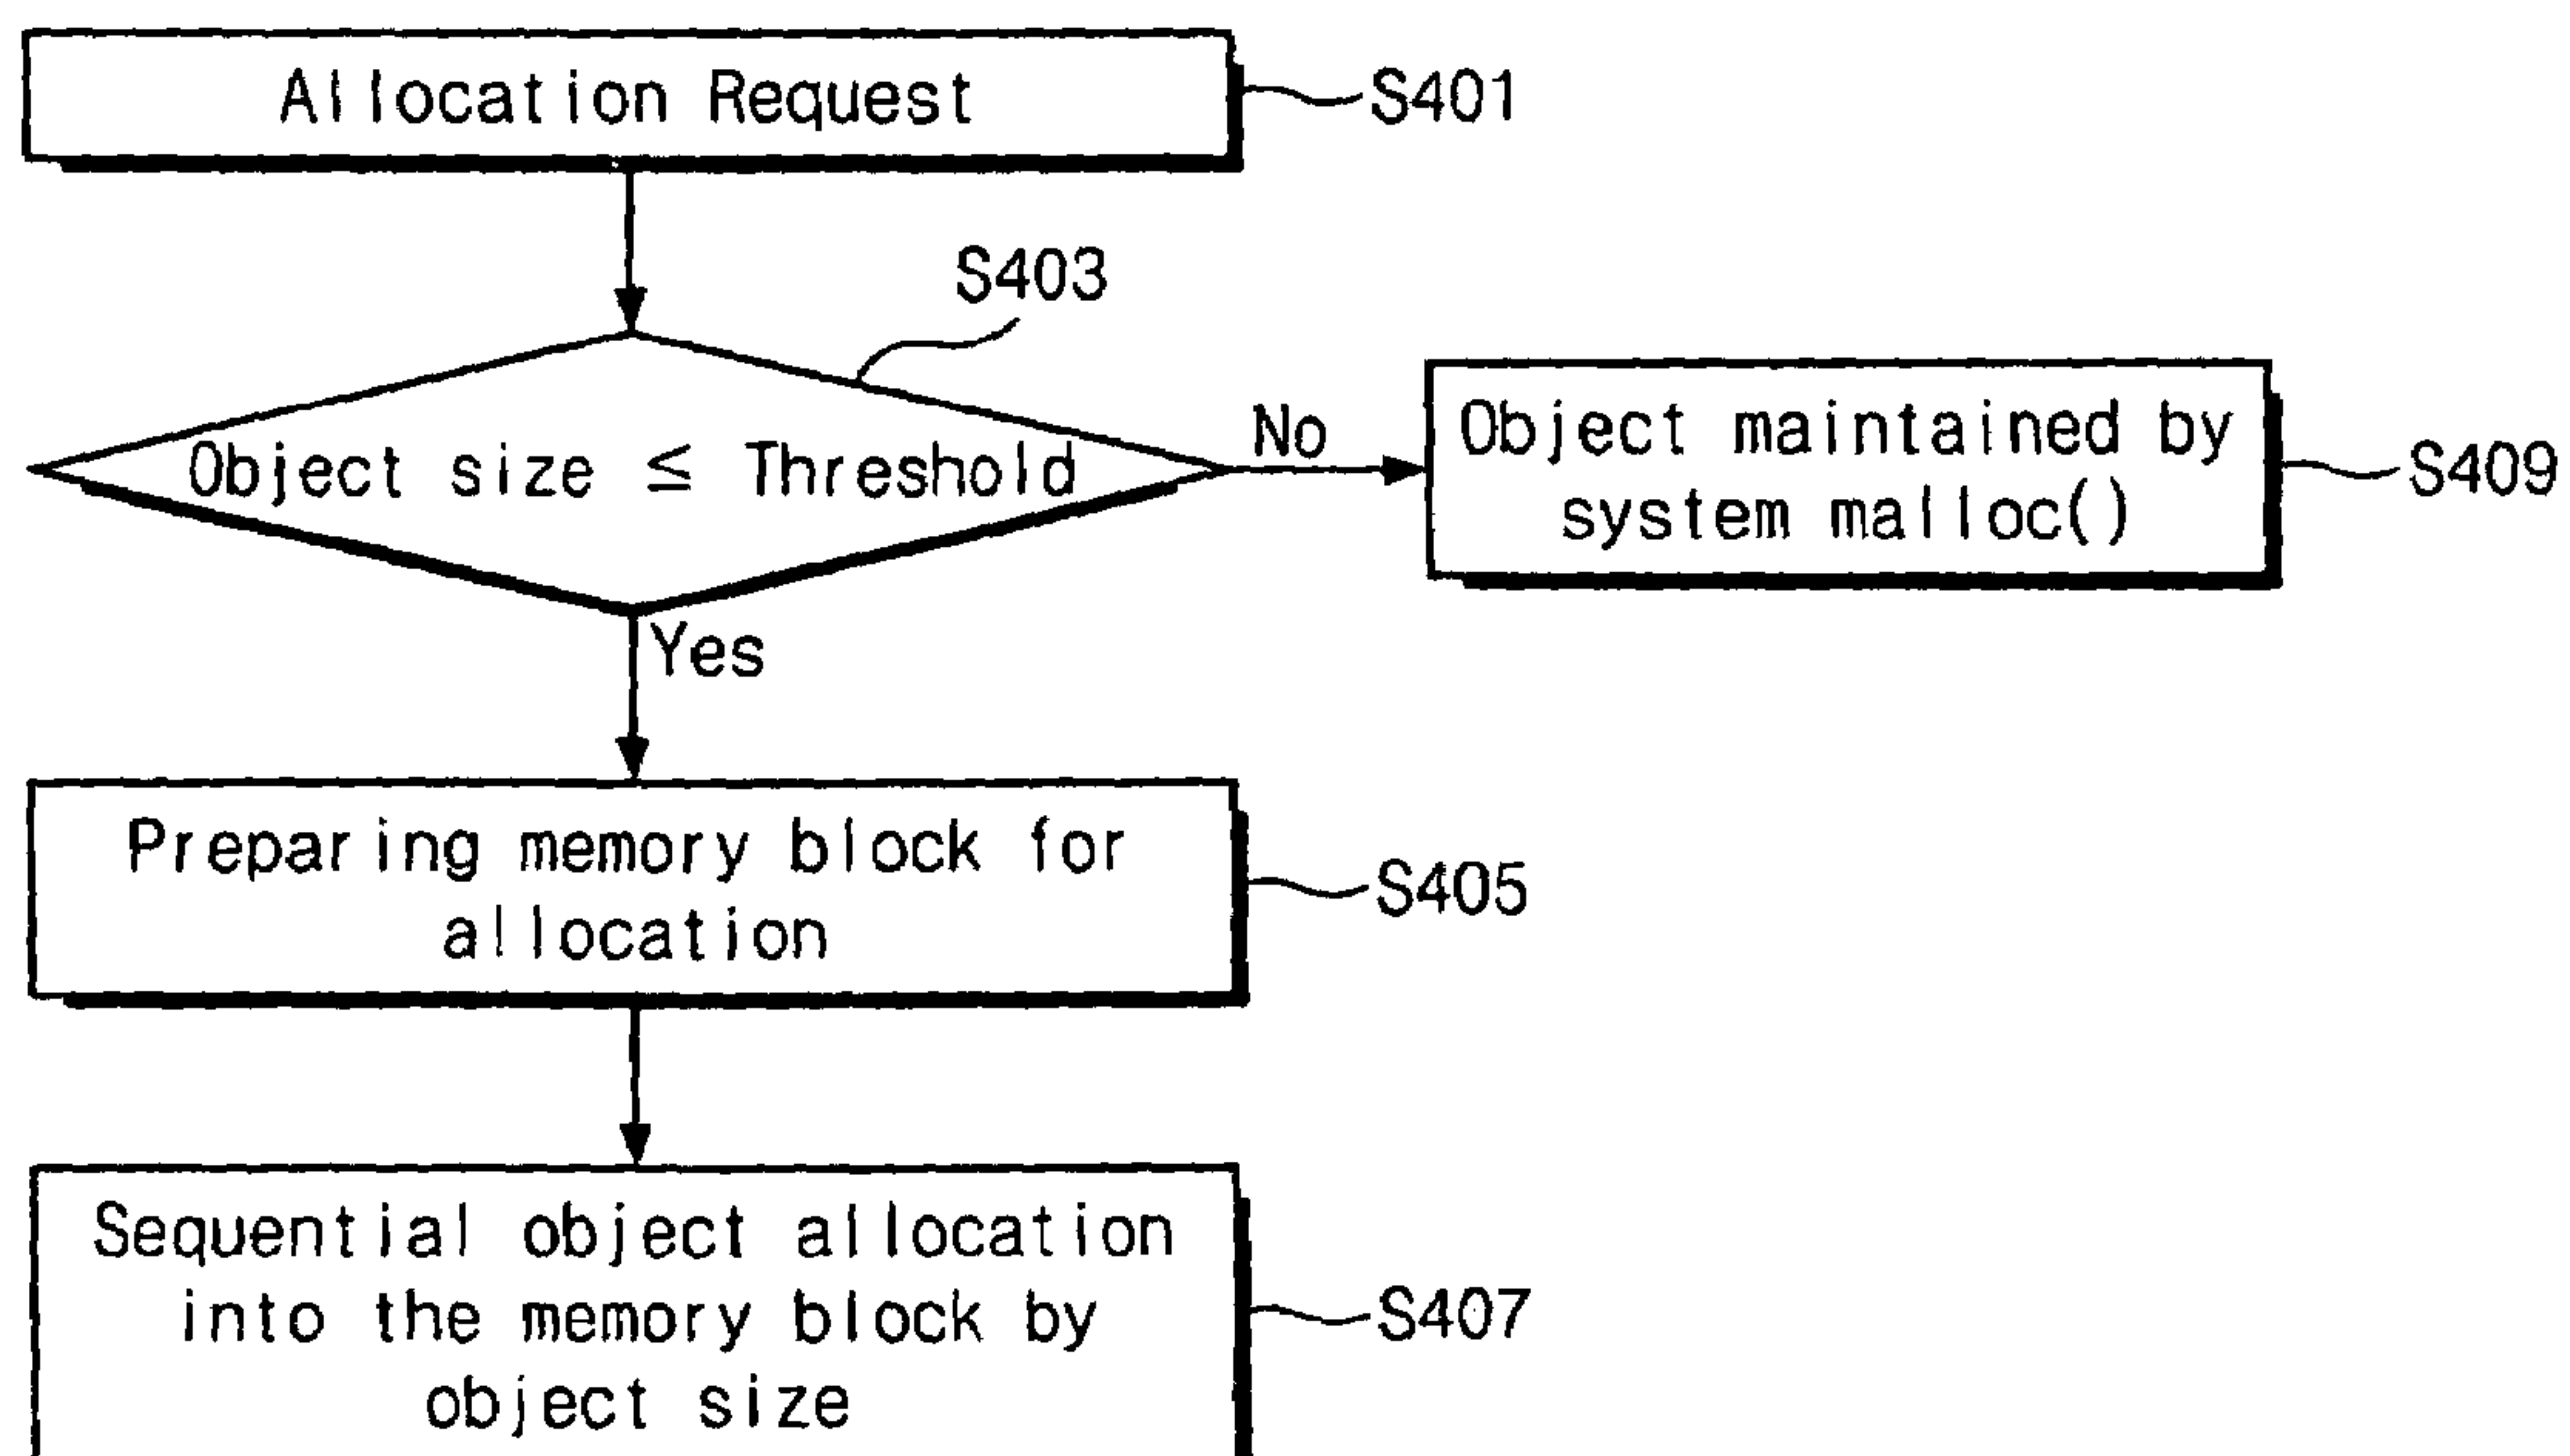 Allocation Request
S401
S403
Object size ≤ Threshold
No
Object maintained by
system malloc()
S409
Yes
Preparing memory block for
allocation
S405
Sequential object allocation
into the memory block by
object size
S407